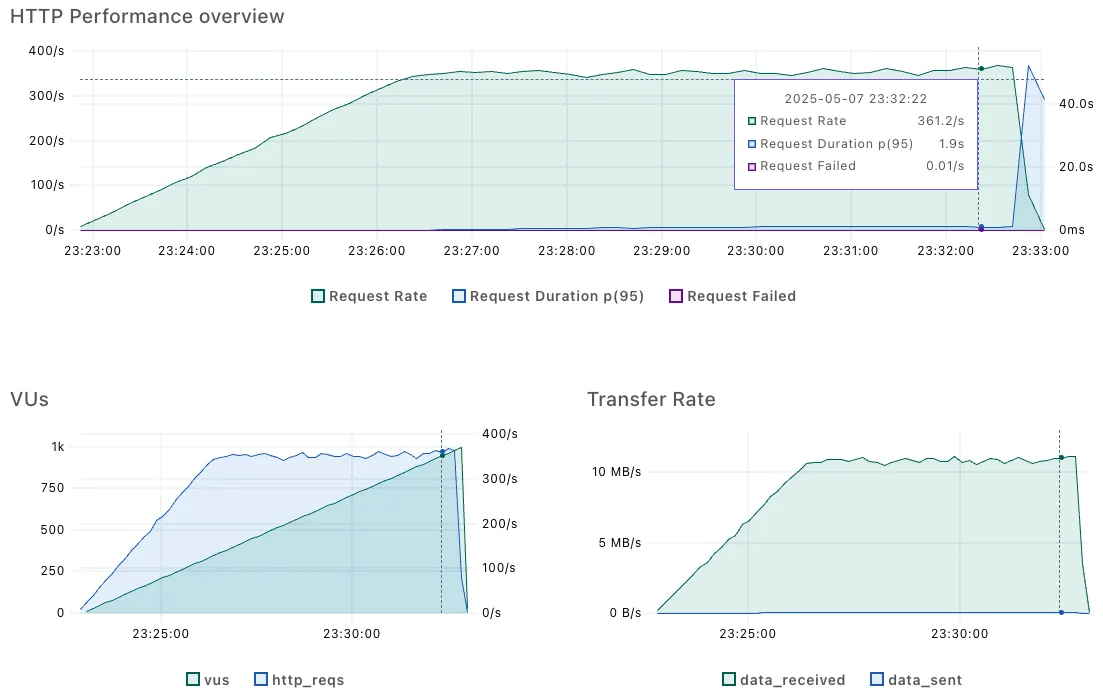 HTTP Performance overview
400/s
300/s
40.0s
2025-05-07 23:32:22
Request Rate 361.2/s
Request Duration p(95) 1.9s
Request Failed 0.01/s
200/s
20.0s
100/s
0/s
0ms
23:23:00 23:24:00 23:25:00 23:26:00 23:27:00 23:28:00 23:29:00 23:30:00 23:31:00 23:32:00 23:33:00
Request Rate Request Duration p(95) Request Failed
VUs
1k
750
500
250
0
400/s
300/s
200/s
100/s
0/s
23:25:00 23:30:00
vus http_reqs
Transfer Rate
10 MB/s
5 MB/s
0 B/s
23:25:00 23:30:00
data_received data_sent